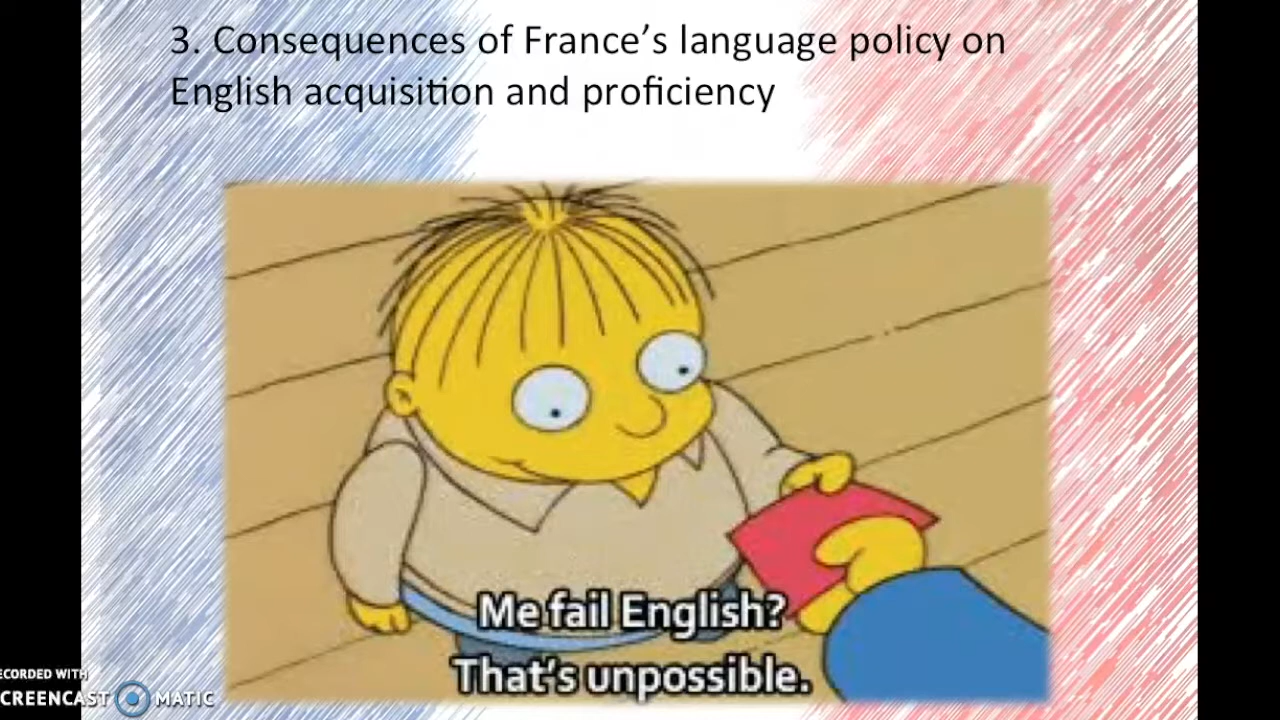 3. Consequences of France's language policy on
English acquisition and proficiency
Me fail English?
That's unpossible.
ECORDED WITH
CREENCAST MATIC